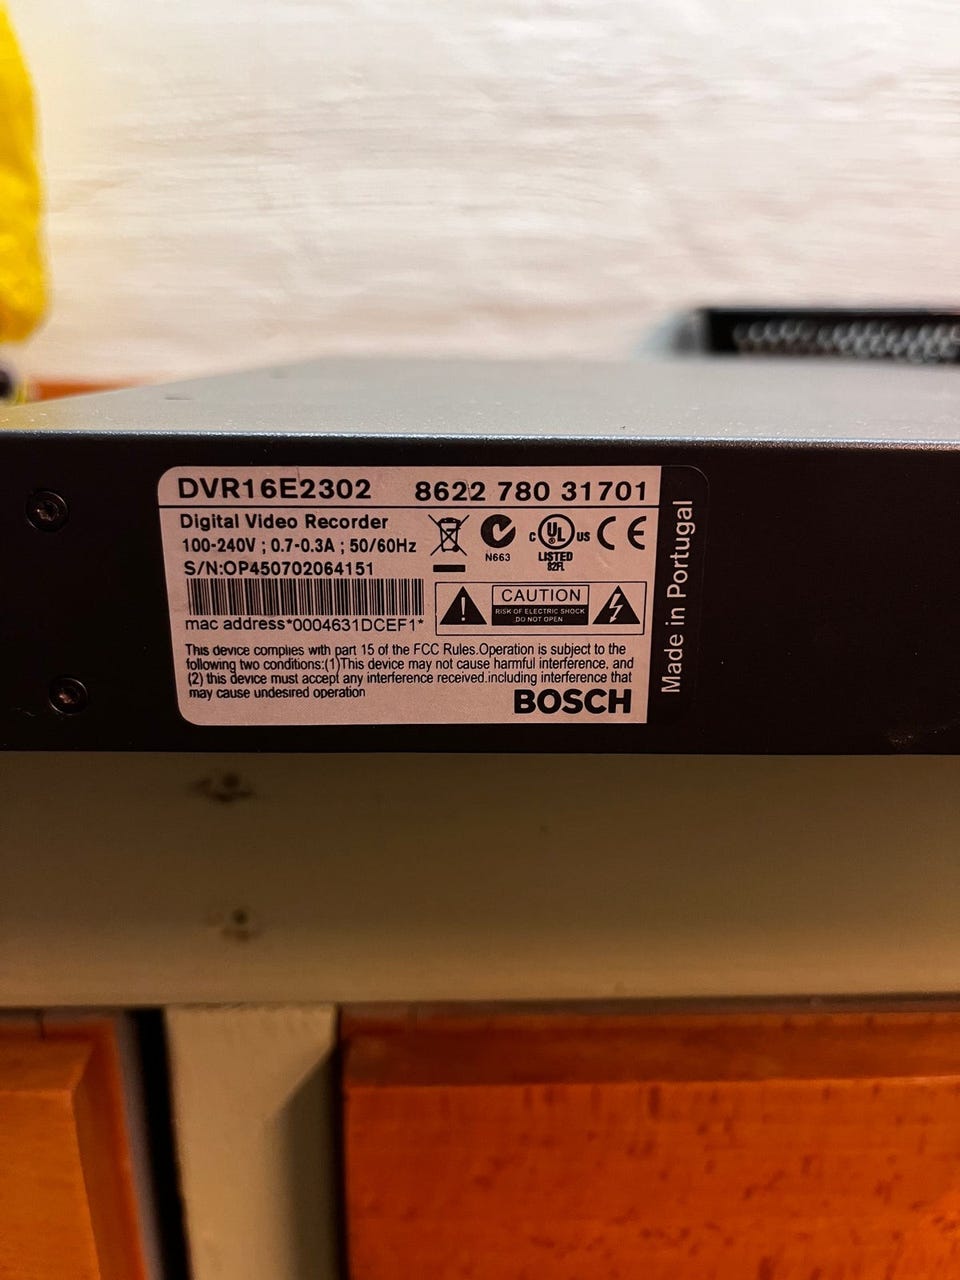 DVR16E2302 8622 780 31701
Digital Video Recorder
100-240V ; 0.7-0.3A ; 50/60Hz
S/N:OP450702064151
N663
C UL US
LISTED
82FL
CE
CAUTION
RISK OF ELECTRIC SHOCK
DO NOT OPEN
mac address*0004631DCEF1*
This device complies with part 15 of the FCC Rules.Operation is subject to the
following two conditions:(1)This device may not cause harmful interference, and
(2) this device must accept any interference received.including interference that
may cause undesired operation
BOSCH
Made in Portugal